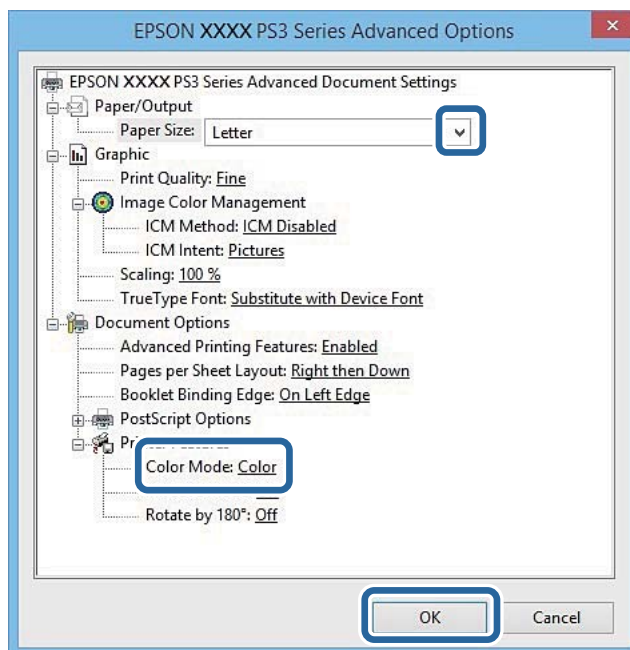 EPSON XXXX PS3 Series Advanced Options
EPSON XXXX PS3 Series Advanced Document Settings
Paper/Output
Paper Size: Letter
Graphic
Print Quality: Fine
Image Color Management
ICM Method: ICM Disabled
ICM Intent: Pictures
Scaling: 100 %
TrueType Font: Substitute with Device Font
Document Options
Advanced Printing Features: Enabled
Pages per Sheet Layout: Right then Down
Booklet Binding Edge: On Left Edge
PostScript Options
Color Mode: Color
Rotate by 180°: Off
OK Cancel